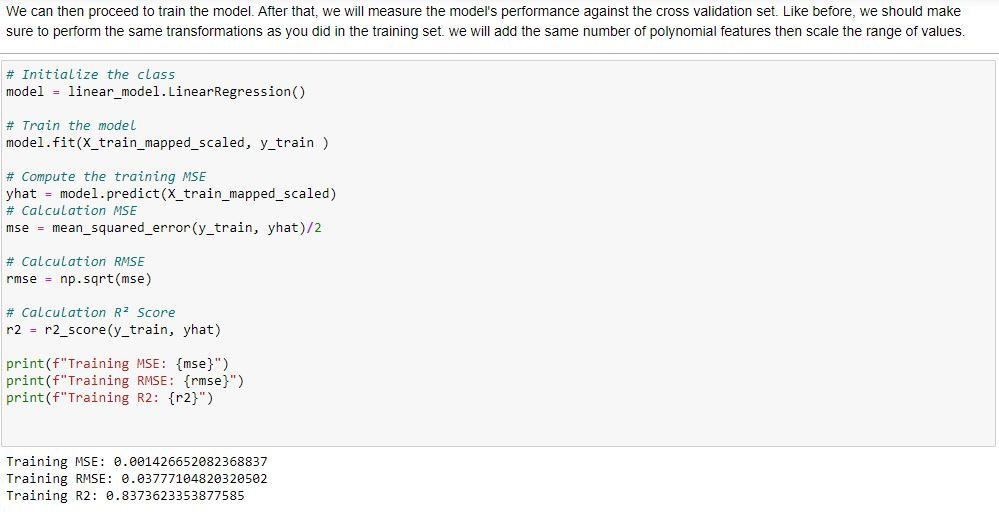 We can then proceed to train the model. After that, we will measure the model's performance against the cross validation set. Like before, we should make
sure to perform the same transformations as you did in the training set. we will add the same number of polynomial features then scale the range of values.
# Initialize the class
model = linear_model.LinearRegression()
# Train the model
model.fit(X_train_mapped_scaled, y_train )
# Compute the training MSE
yhat = model.predict(X_train_mapped_scaled)
# Calculation MSE
mse = mean_squared_error(y_train, yhat)/2
# Calculation RMSE
rmse = np.sqrt(mse)
# Calculation R² Score
r2 = r2_score(y_train, yhat)
print(f"Training MSE: {mse}")
print(f"Training RMSE: {rmse}")
print(f"Training R2: {r2}")
Training MSE: 0.001426652082368837
Training RMSE: 0.03777104820320502
Training R2: 0.8373623353877585